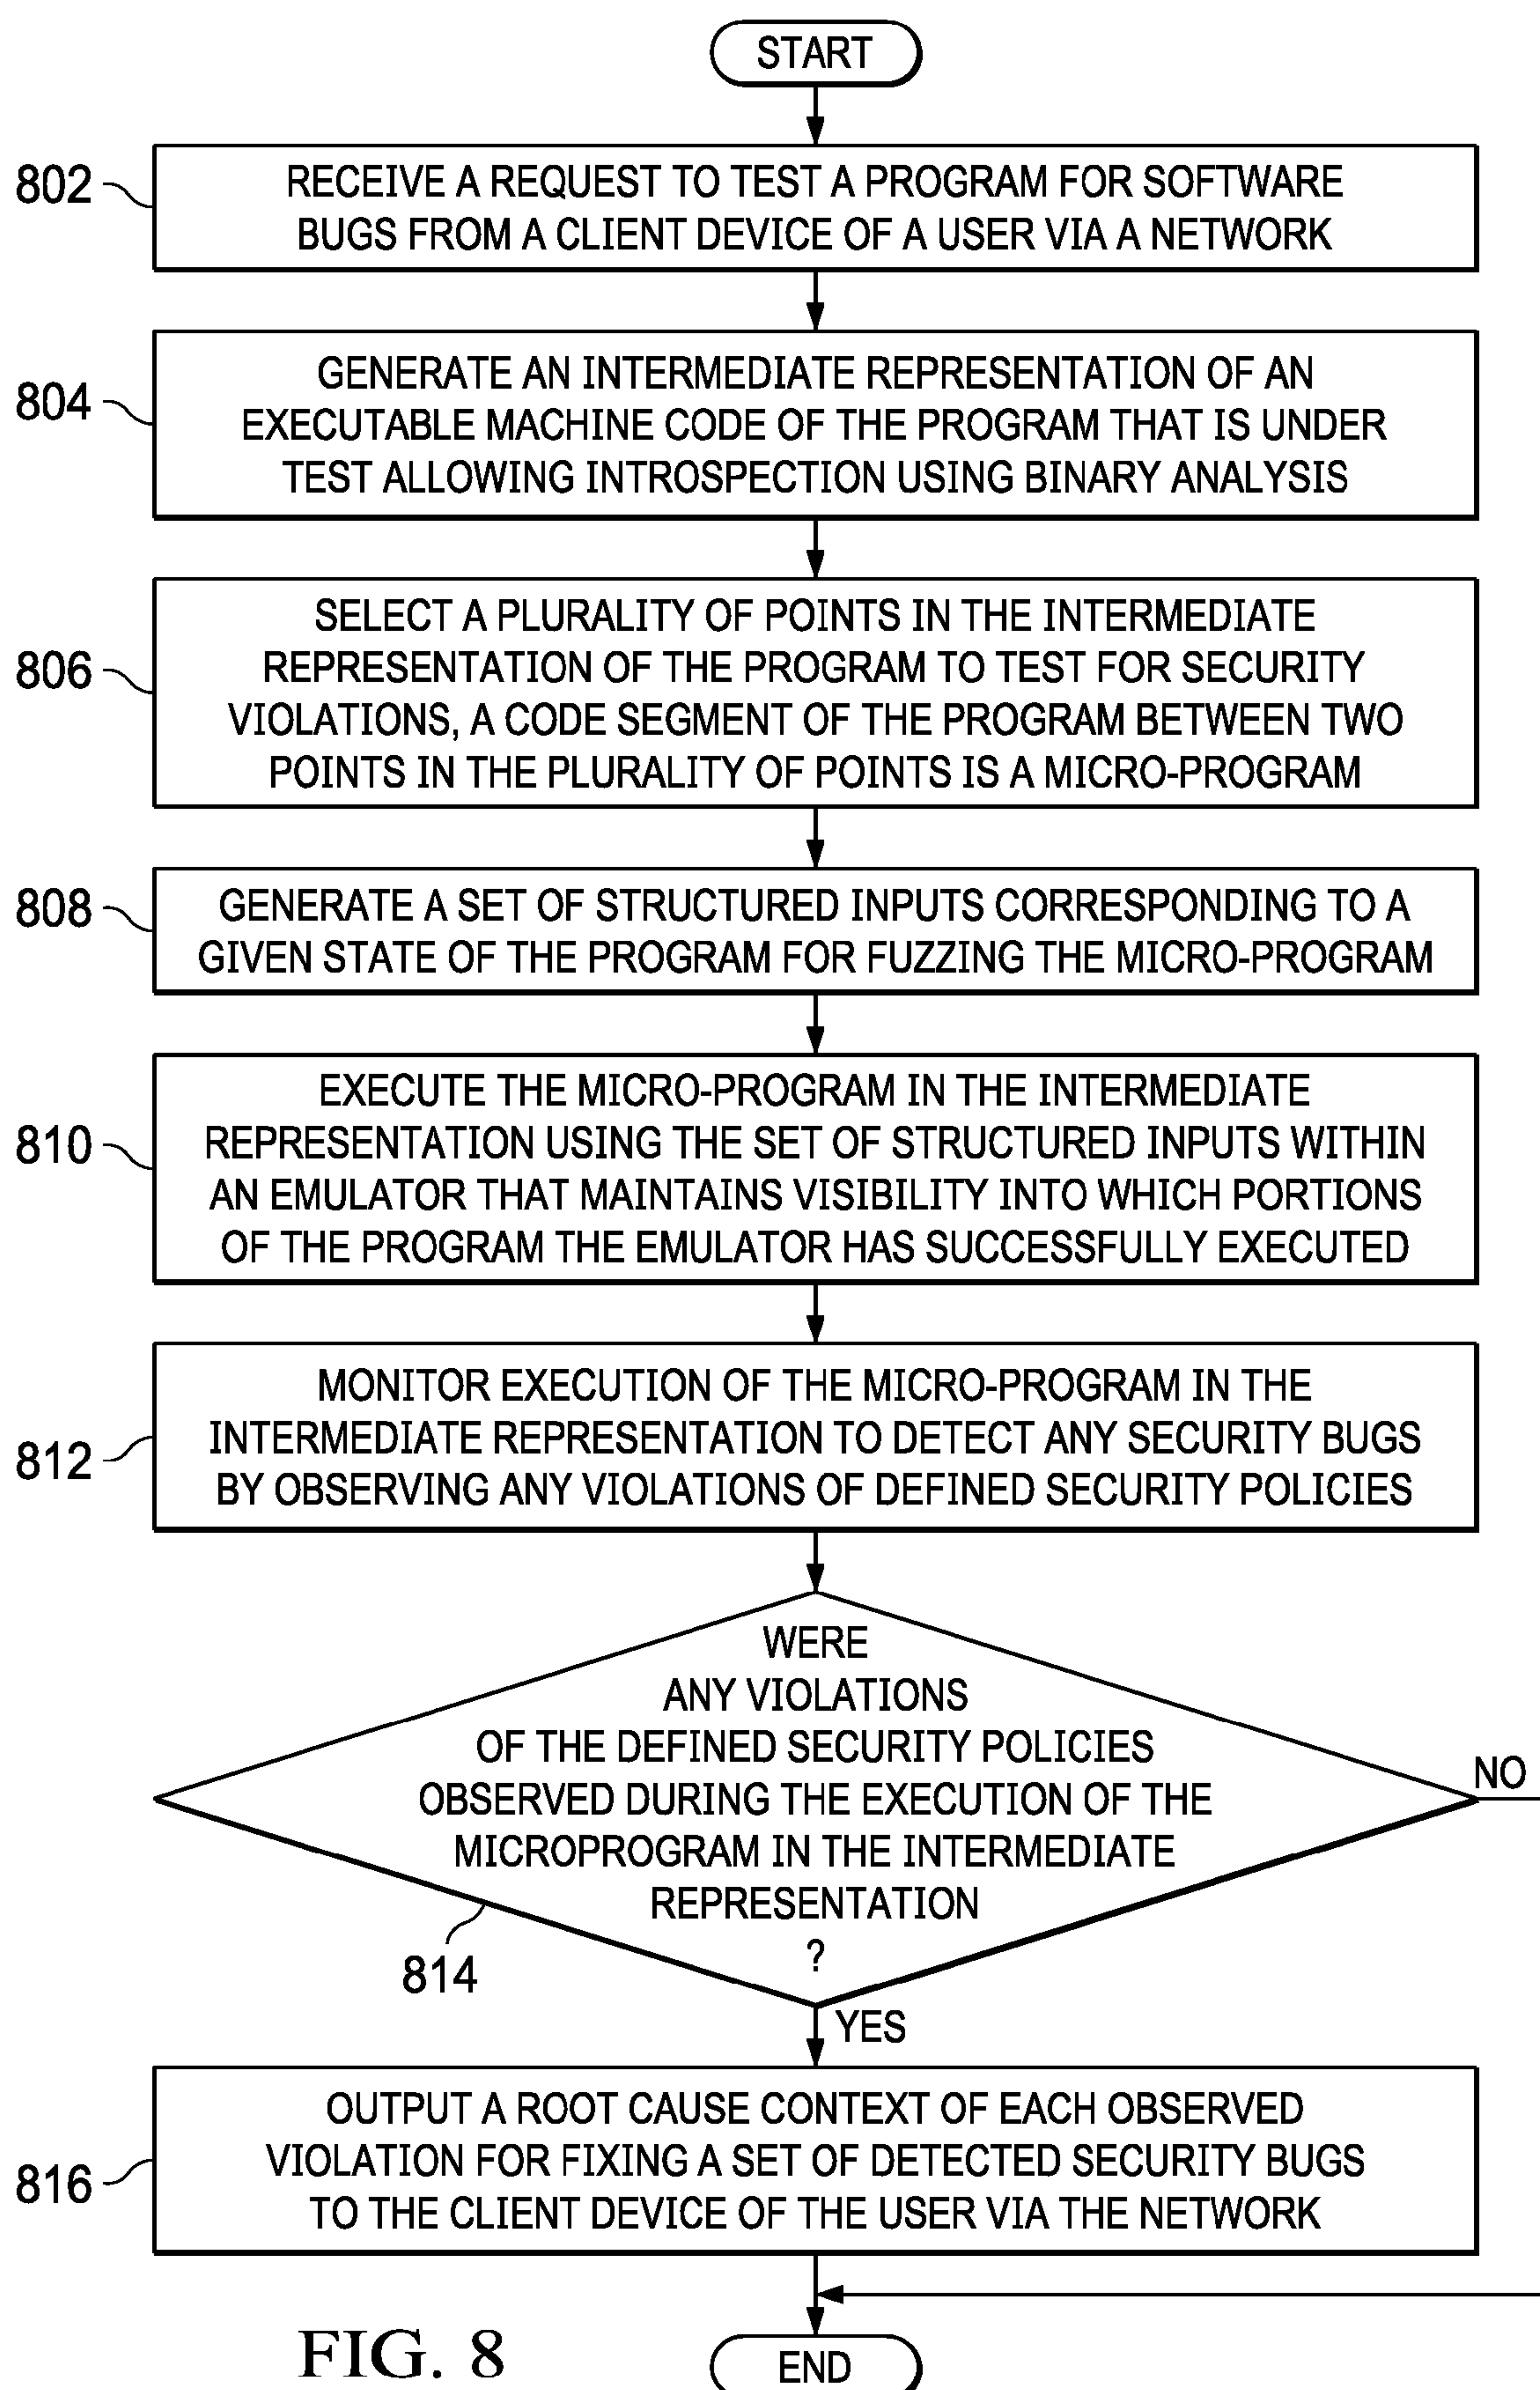 START
802
RECEIVE A REQUEST TO TEST A PROGRAM FOR SOFTWARE
BUGS FROM A CLIENT DEVICE OF A USER VIA A NETWORK
804
GENERATE AN INTERMEDIATE REPRESENTATION OF AN
EXECUTABLE MACHINE CODE OF THE PROGRAM THAT IS UNDER
TEST ALLOWING INTROSPECTION USING BINARY ANALYSIS
806
SELECT A PLURALITY OF POINTS IN THE INTERMEDIATE
REPRESENTATION OF THE PROGRAM TO TEST FOR SECURITY
VIOLATIONS, A CODE SEGMENT OF THE PROGRAM BETWEEN TWO
POINTS IN THE PLURALITY OF POINTS IS A MICRO-PROGRAM
808
GENERATE A SET OF STRUCTURED INPUTS CORRESPONDING TO A
GIVEN STATE OF THE PROGRAM FOR FUZZING THE MICRO-PROGRAM
810
EXECUTE THE MICRO-PROGRAM IN THE INTERMEDIATE
REPRESENTATION USING THE SET OF STRUCTURED INPUTS WITHIN
AN EMULATOR THAT MAINTAINS VISIBILITY INTO WHICH PORTIONS
OF THE PROGRAM THE EMULATOR HAS SUCCESSFULLY EXECUTED
812
MONITOR EXECUTION OF THE MICRO-PROGRAM IN THE
INTERMEDIATE REPRESENTATION TO DETECT ANY SECURITY BUGS
BY OBSERVING ANY VIOLATIONS OF DEFINED SECURITY POLICIES
WERE
ANY VIOLATIONS
OF THE DEFINED SECURITY POLICIES
OBSERVED DURING THE EXECUTION OF THE
MICROPROGRAM IN THE INTERMEDIATE
REPRESENTATION
?
NO
814
YES
816
OUTPUT A ROOT CAUSE CONTEXT OF EACH OBSERVED
VIOLATION FOR FIXING A SET OF DETECTED SECURITY BUGS
TO THE CLIENT DEVICE OF THE USER VIA THE NETWORK
FIG. 8
END